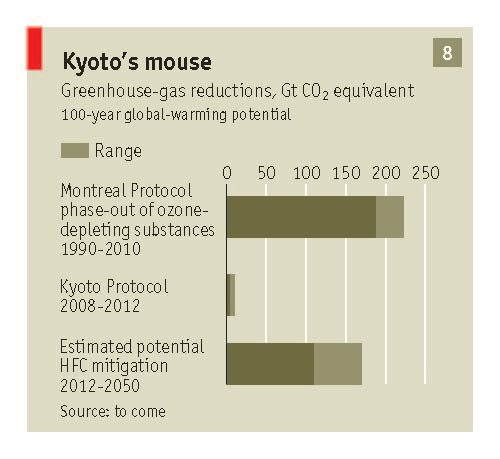 8
Kyoto's mouse
Greenhouse-gas reductions, Gt CO₂ equivalent
100-year global-warming potential
Range
0 50 100 150 200 250
Montreal Protocol
phase-out of ozone-
depleting substances
1990-2010
Kyoto Protocol
2008-2012
Estimated potential
HFC mitigation
2012-2050
Source: to come